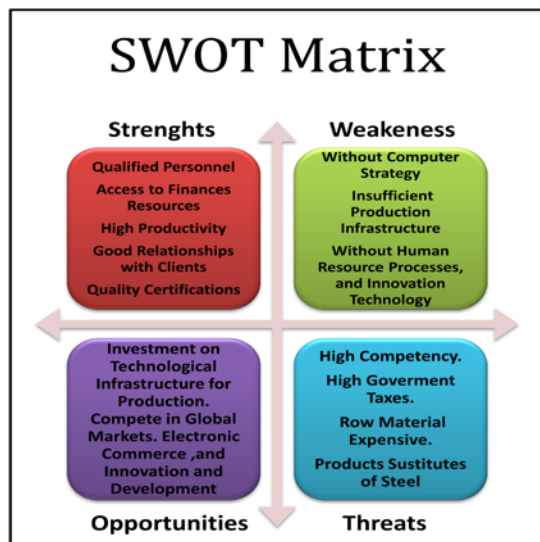 SWOT Matrix
Strenghts
Qualified Personnel
Access to Finances
Resources
High Productivity
Good Relationships
with Clients
Quality Certifications
Weakeness
Without Computer
Strategy
Insufficient
Production
Infrastructure
Without Human
Resource Processes,
and Innovation
Technology
Investment on
Technological
Infrastructure for
Production.
Compete in Global
Markets. Electronic
Commerce ,and
Innovation and
Development
Opportunities
High Competency.
High Goverment
Taxes.
Row Material
Expensive.
Products Sustitutes
of Steel
Threats